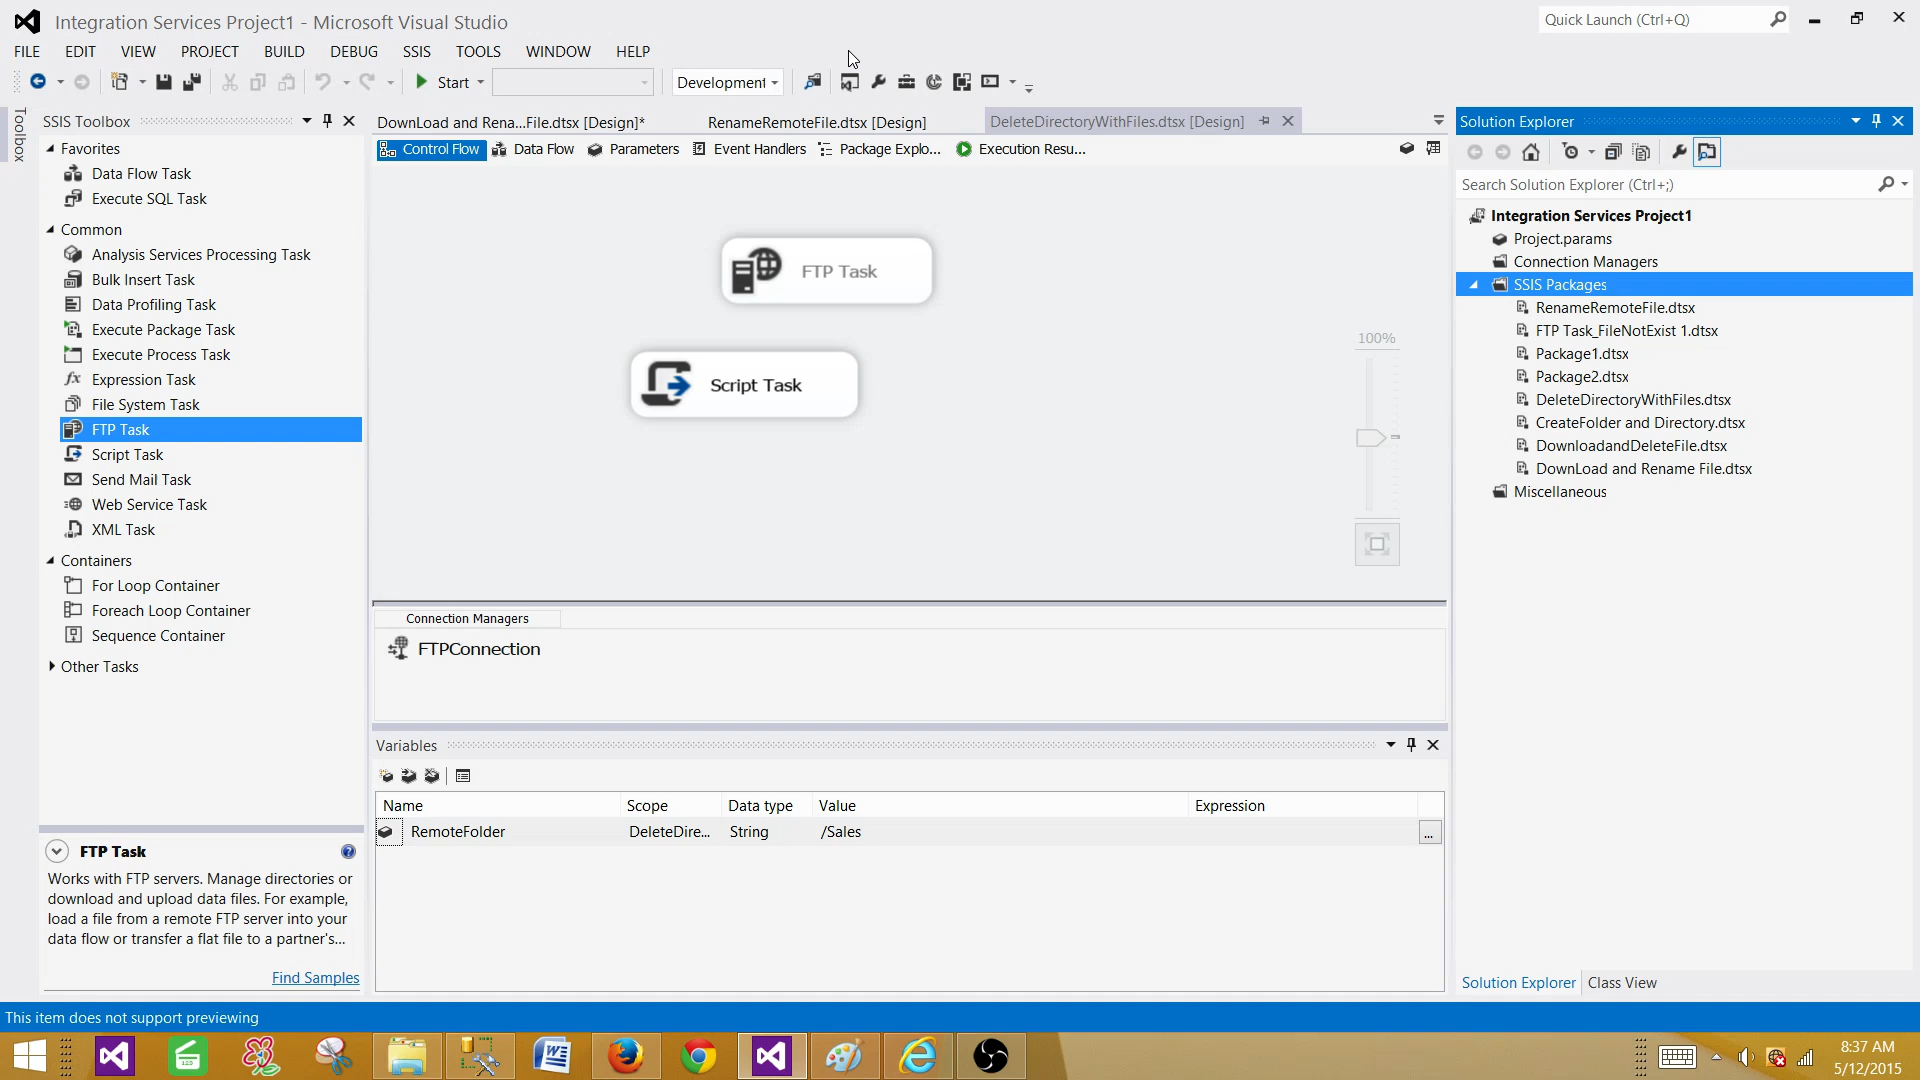 Integration Services Project1 - Microsoft Visual Studio
Quick Launch (Ctrl+Q)
FILE EDIT VIEW PROJECT BUILD DEBUG SSIS TOOLS WINDOW HELP
Start
Development
Toolbox
SSIS Toolbox
Favorites
Data Flow Task
Execute SQL Task
Common
Analysis Services Processing Task
Bulk Insert Task
Data Profiling Task
Execute Package Task
Execute Process Task
Expression Task
File System Task
FTP Task
Script Task
Send Mail Task
Web Service Task
XML Task
Containers
For Loop Container
Foreach Loop Container
Sequence Container
Other Tasks
FTP Task
Works with FTP servers. Manage directories or
download and upload data files. For example,
load a file from a remote FTP server into your
data flow or transfer a flat file to a partner's...
Find Samples
DownLoad and Rena...File.dtsx [Design]*
RenameRemoteFile.dtsx [Design]
DeleteDirectoryWithFiles.dtsx [Design]
Control Flow
Data Flow
Parameters
Event Handlers
Package Explo...
Execution Resu...
FTP Task
Script Task
100%
Connection Managers
FTPConnection
Variables
Name Scope Data type Value Expression
RemoteFolder DeleteDire... String /Sales ...
Solution Explorer
Search Solution Explorer (Ctrl+;)
Integration Services Project1
Project.params
Connection Managers
SSIS Packages
RenameRemoteFile.dtsx
FTP Task_FileNotExist 1.dtsx
Package1.dtsx
Package2.dtsx
DeleteDirectoryWithFiles.dtsx
CreateFolder and Directory.dtsx
DownloadandDeleteFile.dtsx
DownLoad and Rename File.dtsx
Miscellaneous
Solution Explorer
Class View
This item does not support previewing
8:37 AM
5/12/2015